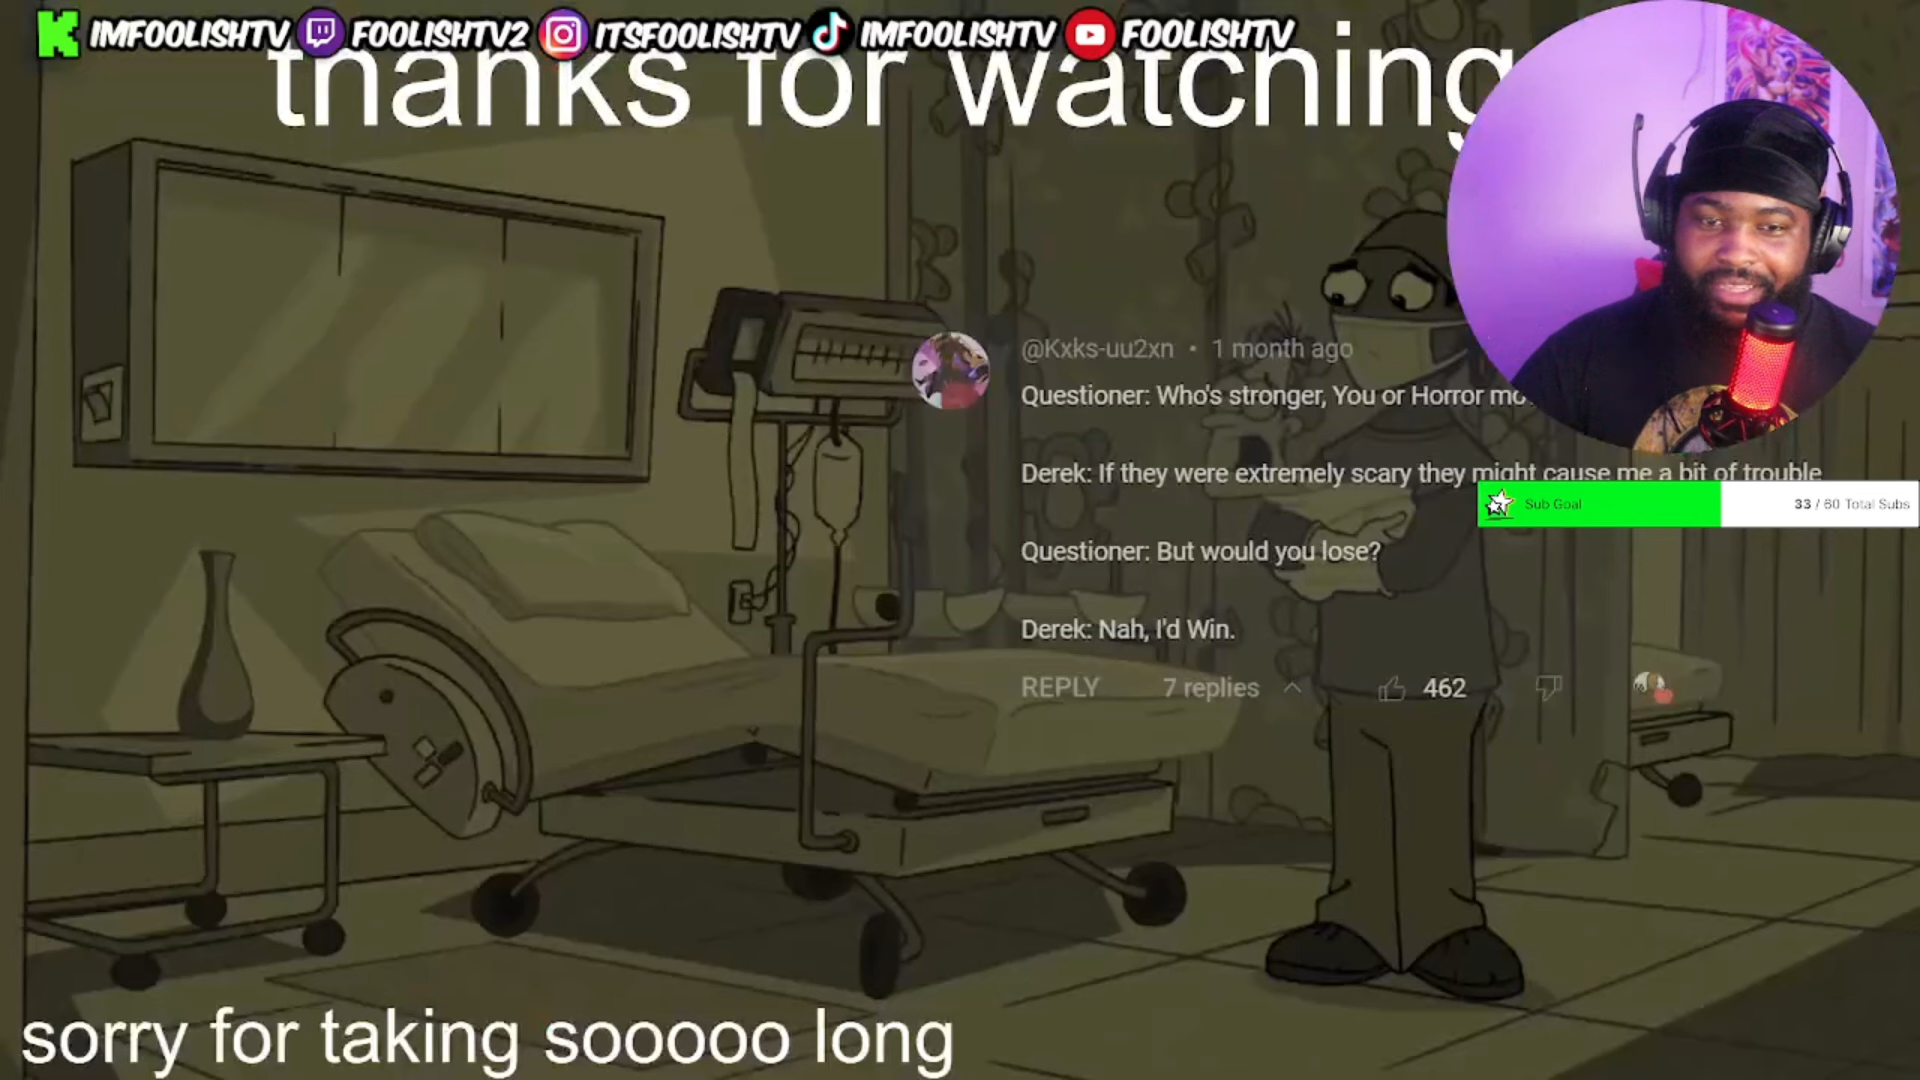 IMFOOLISHTV FOOLISHTV2 ITSFOOLISHTV IMFOOLISHTV FOOLISHTV
thanks for watching
@Kxks-uu2xn • 1 month ago
Questioner: Who's stronger, You or Horror
Derek: If they were extremely scary they might cause me a bit of trouble
Sub Goal 33 / 60 Total Subs
Questioner: But would you lose?
Derek: Nah, I'd Win.
REPLY 7 replies 462
sorry for taking sooooo long